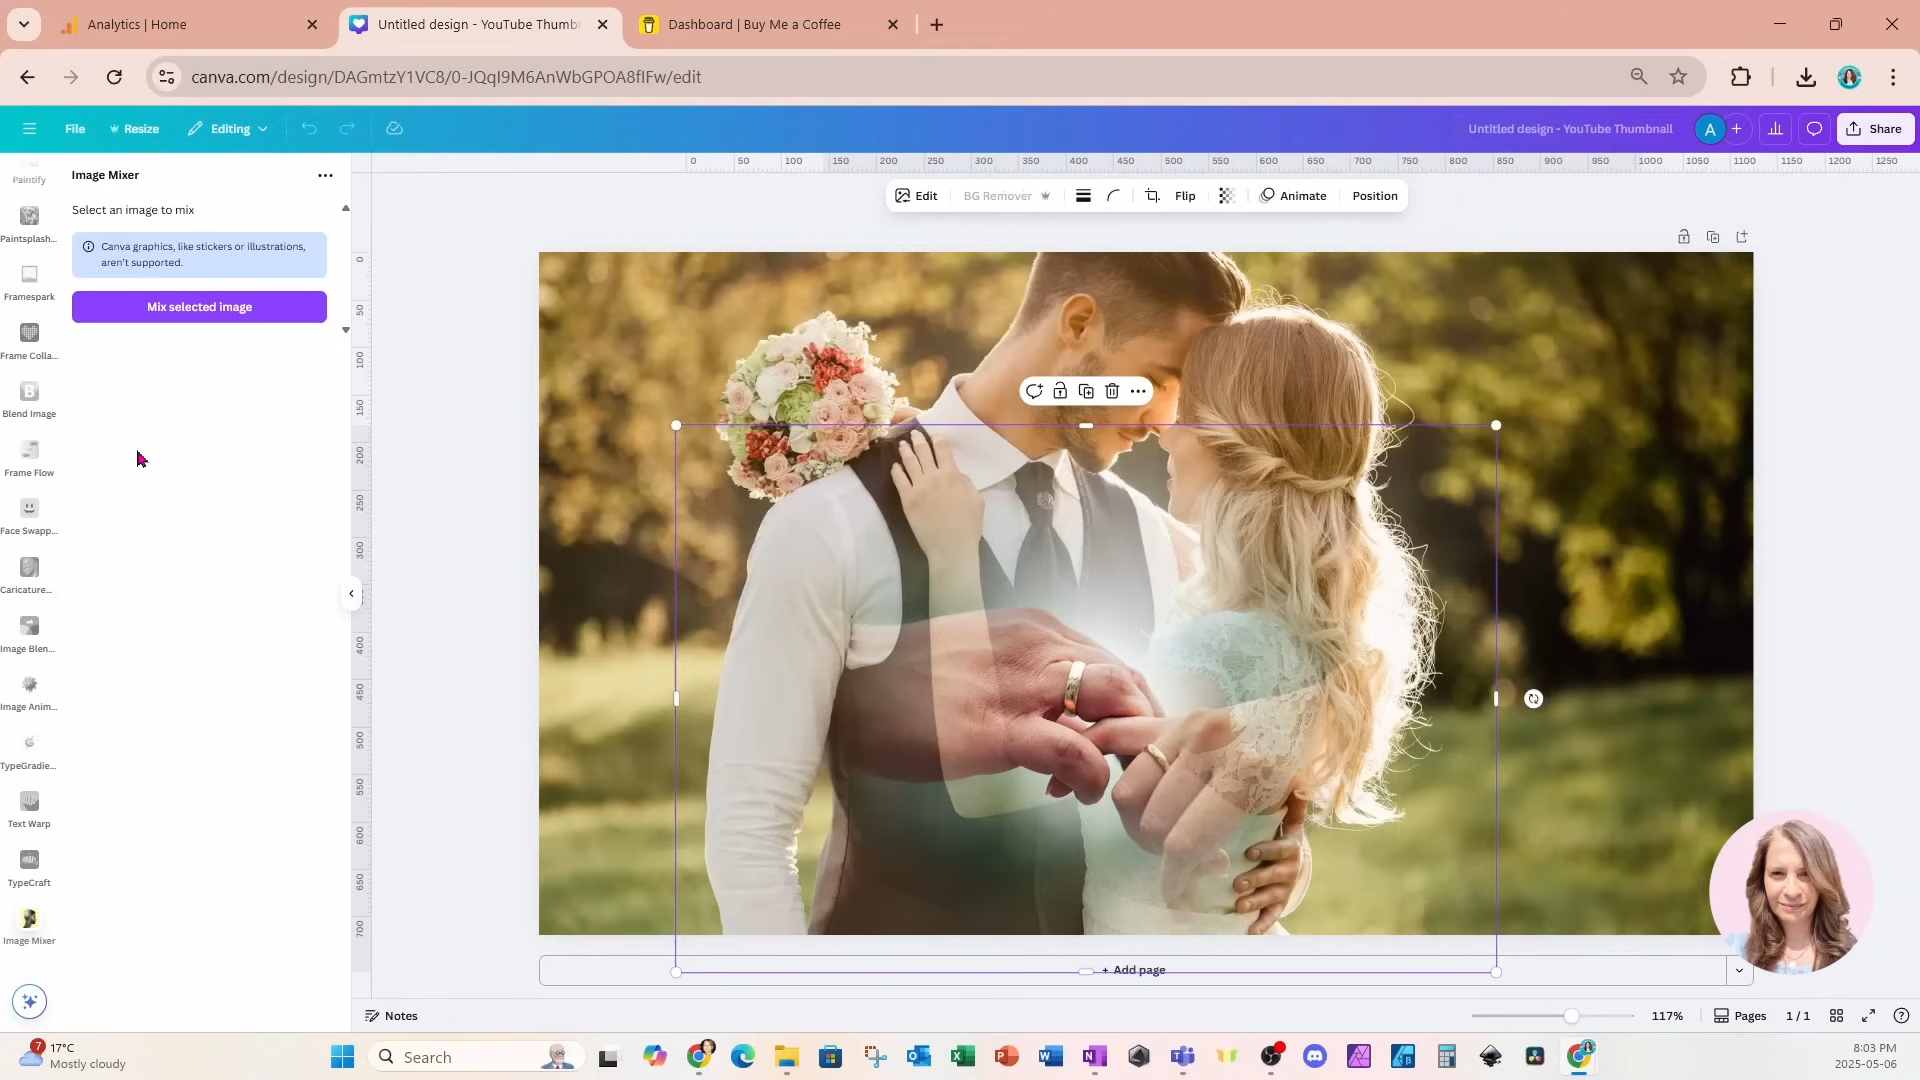 Analytics | Home
Untitled design - YouTube Thumbn
Dashboard | Buy Me a Coffee
canva.com/design/DAGmtzY1VC8/0-JQqI9M6AnWbGPOA8fIFw/edit
File
Resize
Editing
Untitled design - YouTube Thumbnail
A
Share
0 50 100 150 200 250 300 350 400 450 500 550 600 650 700 750 800 850 900 950 1000 1050 1100 1150 1200 1250
Paintify
Image Mixer
Select an image to mix
Canva graphics, like stickers or illustrations,
aren't supported.
Mix selected image
Edit
BG Remover
Flip
Animate
Position
Paintsplash...
Framespark
Frame Colla...
Blend Image
Frame Flow
Face Swapp...
Caricature...
Image Blen...
Image Anim...
TypeGradie...
Text Warp
TypeCraft
Image Mixer
0
50
100
150
200
250
300
350
400
450
500
550
600
650
700
+ Add page
Notes
117%
Pages
1 / 1
7
17°C
Mostly cloudy
Search
8:03 PM
2025-05-06